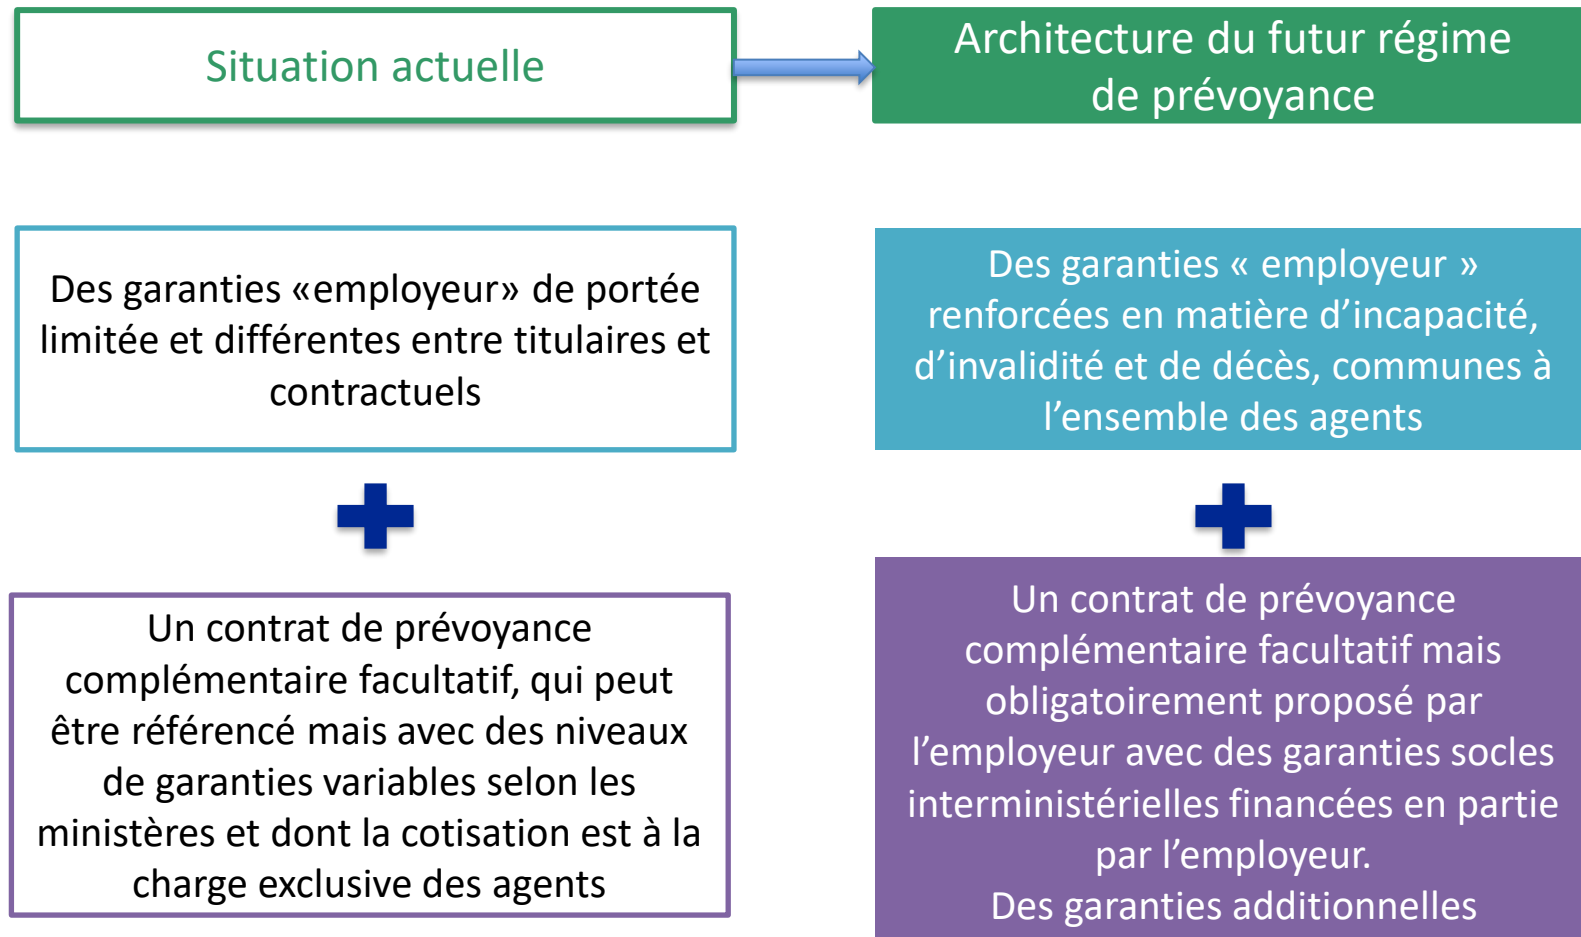 Situation actuelle
Architecture du futur régime
de prévoyance
Des garanties «employeur» de portée
limitée et différentes entre titulaires et
contractuels
Des garanties « employeur »
renforcées en matière d’incapacité,
d’invalidité et de décès, communes à
l’ensemble des agents
Un contrat de prévoyance
complémentaire facultatif, qui peut
être référencé mais avec des niveaux
de garanties variables selon les
ministères et dont la cotisation est à la
charge exclusive des agents
Un contrat de prévoyance
complémentaire facultatif mais
obligatoirement proposé par
l’employeur avec des garanties socles
interministérielles financées en partie
par l’employeur.
Des garanties additionnelles